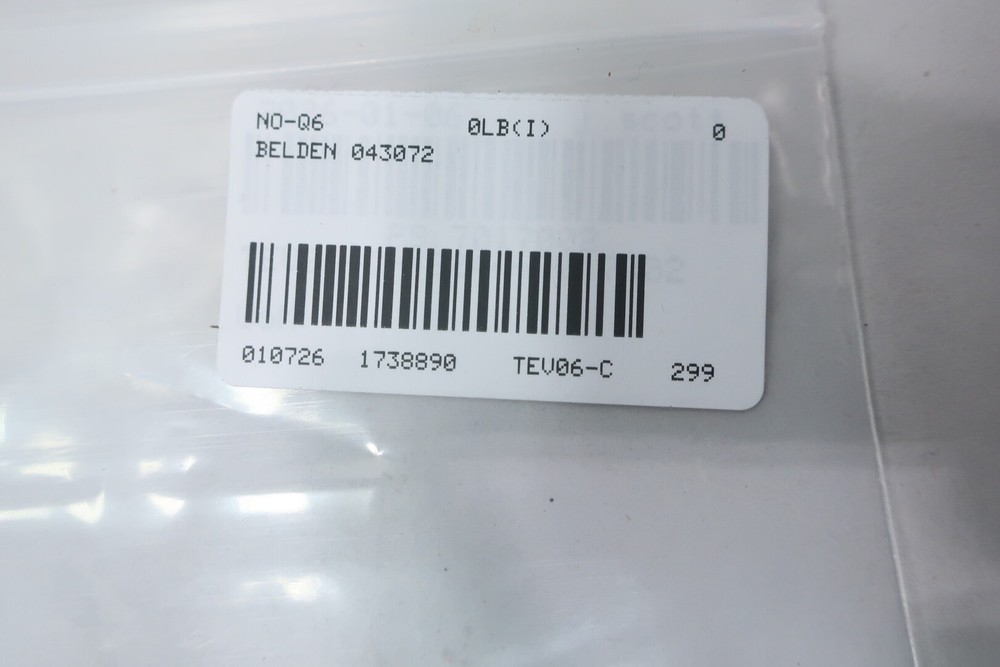 NO-Q6 0LB(I) 0
BELDEN 043072
010726 1738890 TEV06-C 299